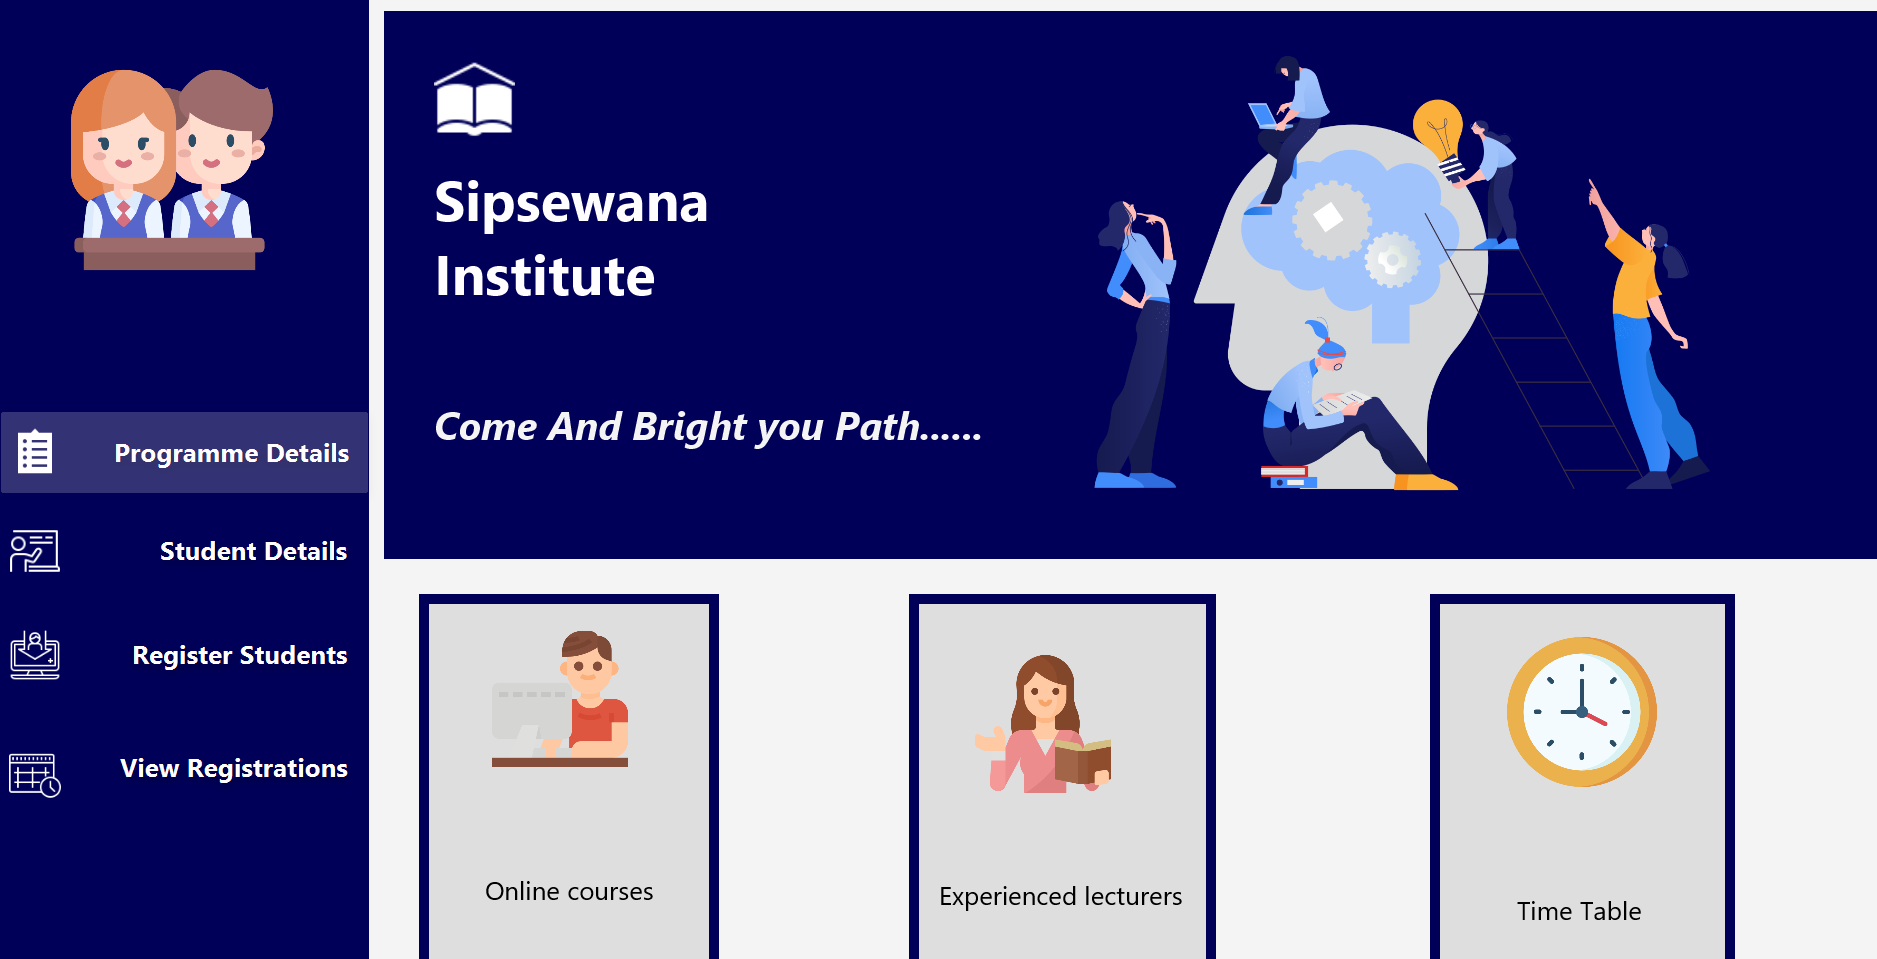 Programme Details
Student Details
Register Students
View Registrations
Sipsewana
Institute
Come And Bright you Path......
Online courses
Experienced lecturers
Time Table